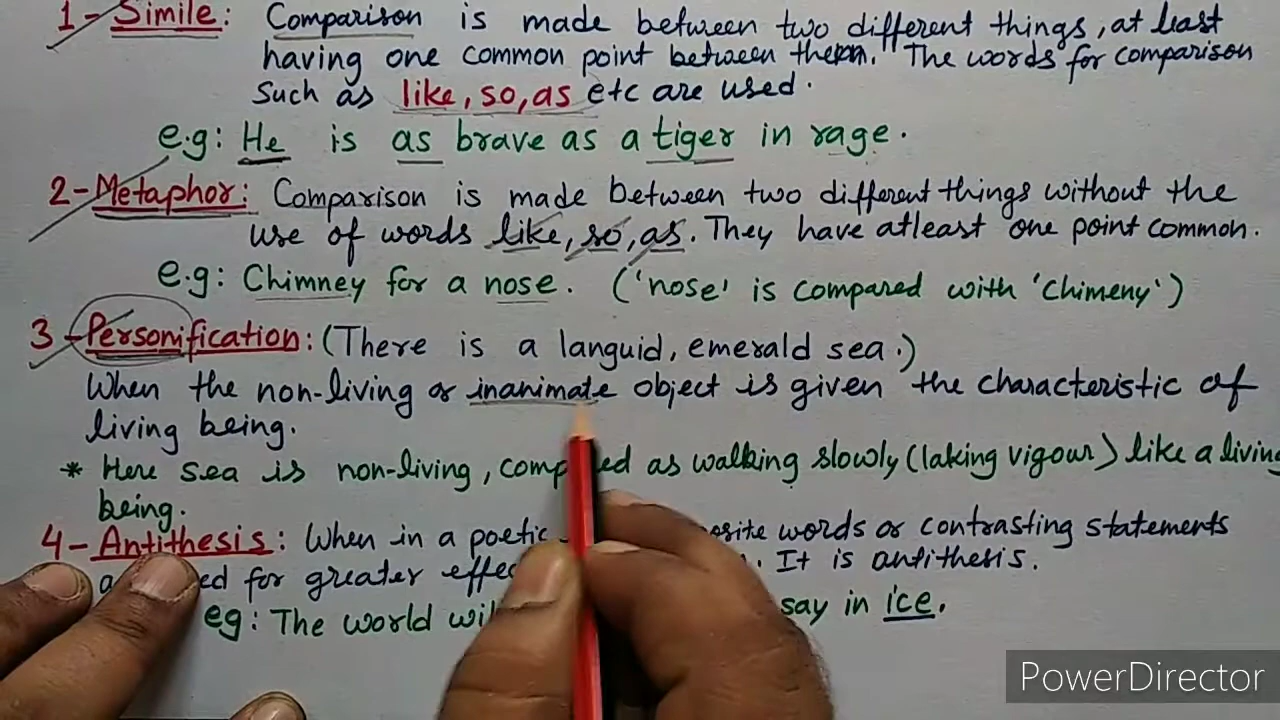 1- Simile: Comparison is made between two different things, at least
having one common point between them. The words for comparison
Such as like, so, as etc are used.
e.g: He is as brave as a tiger in rage.
2- Metaphor: Comparison is made between two different things without the
use of words like, so, as. They have atleast one point common.
e.g: Chimney for a nose. ('nose' is compared with 'chimeny')
3- Personification: (There is a languid, emerald sea.)
When the non-living or inanimate object is given the characteristic of
living being.
* Here sea is non-living, as walking slowly (laking vigour) like a living
being.
4- Antithesis: When in a poetic words or contrasting statements
for greater It is antithesis.
eg: The world say in ice.
PowerDirector